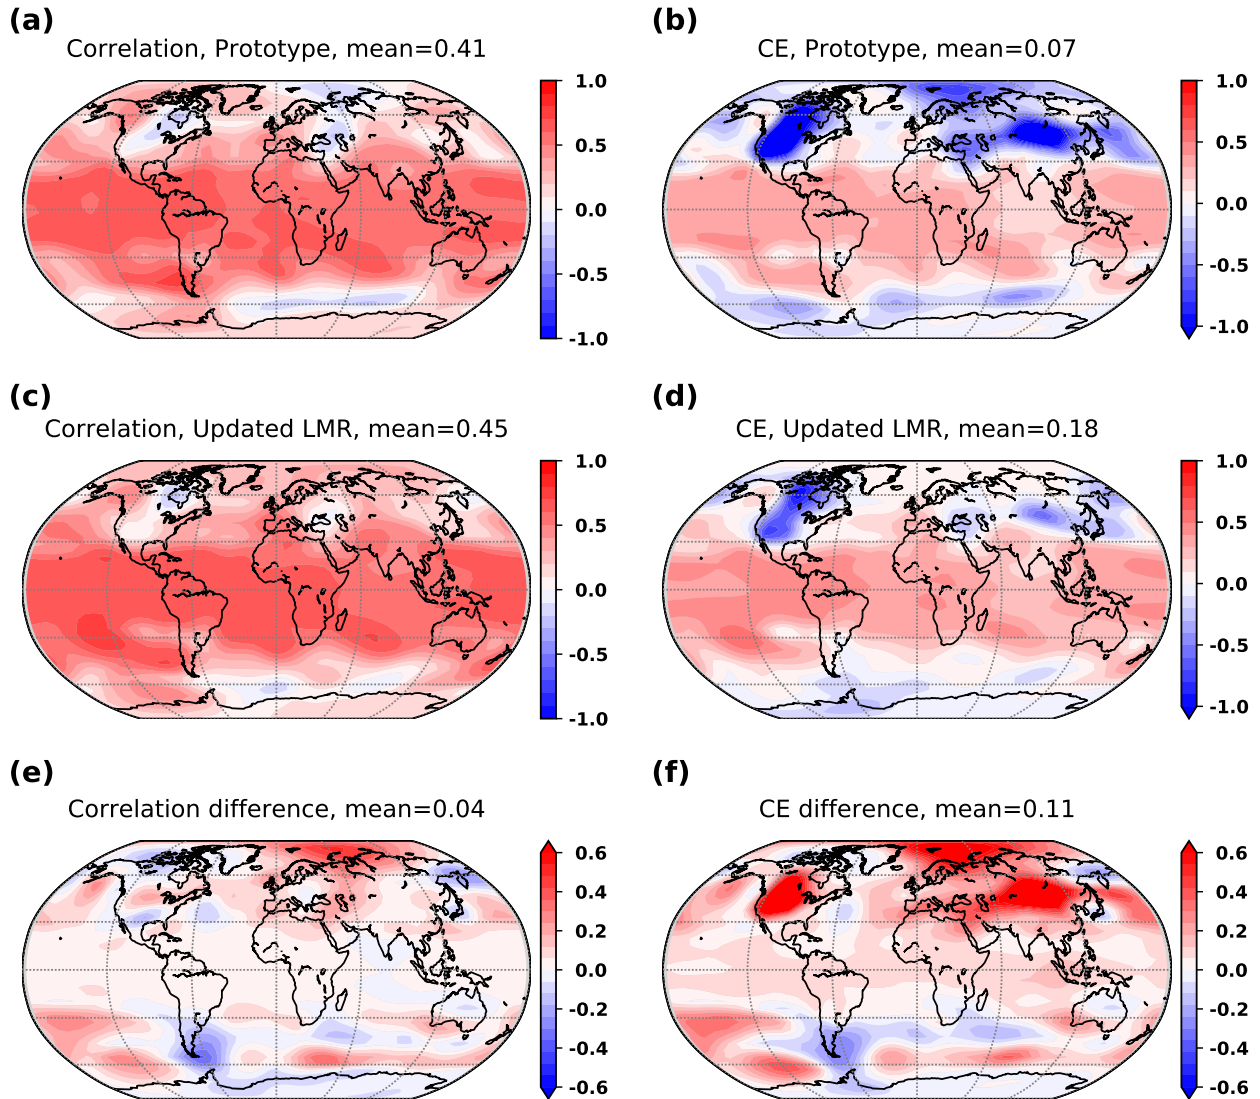 (a)
Correlation, Prototype, mean=0.41
1.0
0.5
0.0
-0.5
-1.0
(b)
CE, Prototype, mean=0.07
1.0
0.5
0.0
-0.5
-1.0
(c)
Correlation, Updated LMR, mean=0.45
1.0
0.5
0.0
-0.5
-1.0
(d)
CE, Updated LMR, mean=0.18
1.0
0.5
0.0
-0.5
-1.0
(e)
Correlation difference, mean=0.04
0.6
0.4
0.2
0.0
-0.2
-0.4
-0.6
(f)
CE difference, mean=0.11
0.6
0.4
0.2
0.0
-0.2
-0.4
-0.6